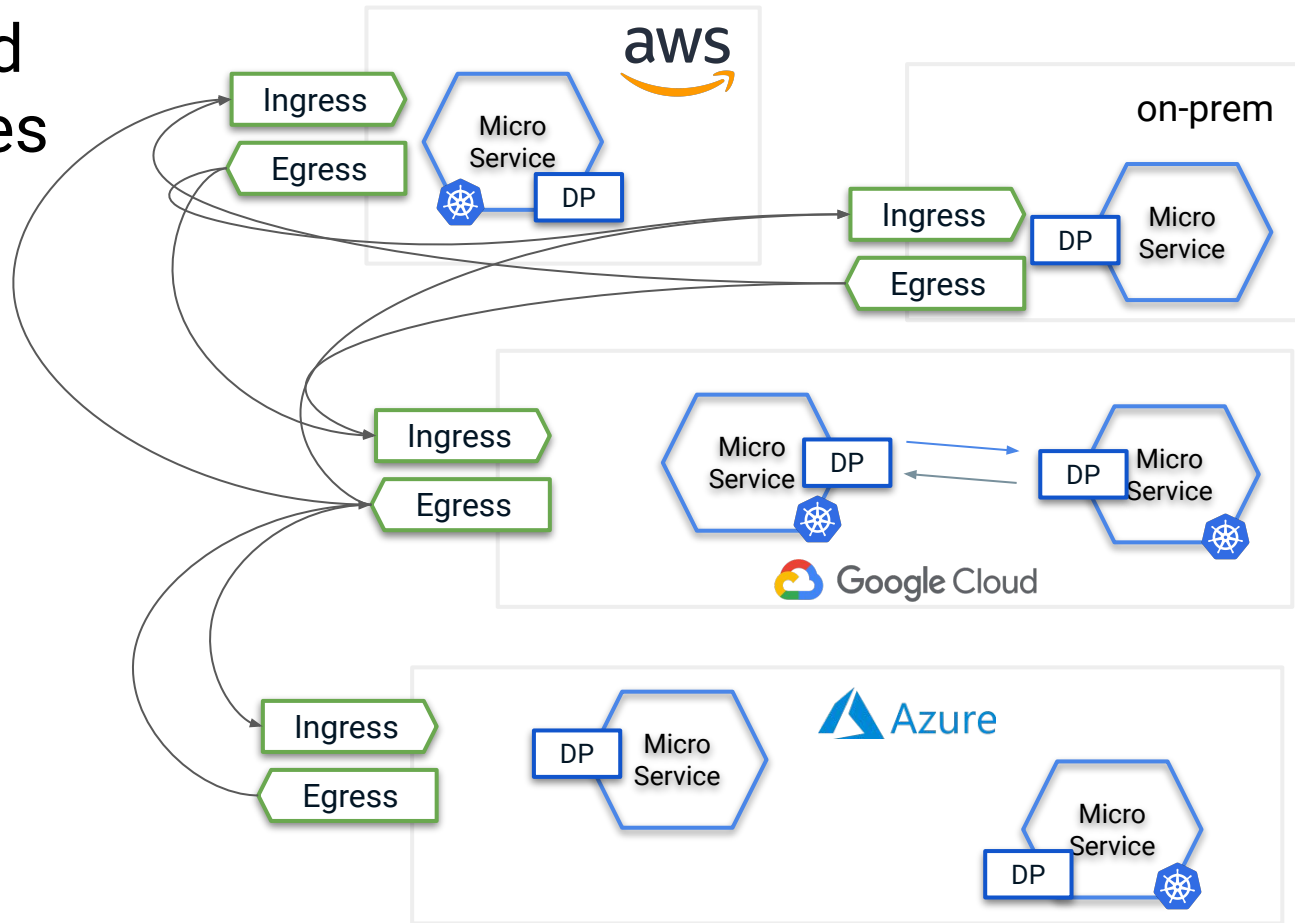 d
es
aws
Ingress
Egress
Micro
Service
DP
on-prem
Ingress
Egress
DP
Micro
Service
Ingress
Egress
Micro
Service
DP
DP
Micro
Service
Google Cloud
Ingress
Egress
DP
Micro
Service
Azure
Micro
Service
DP